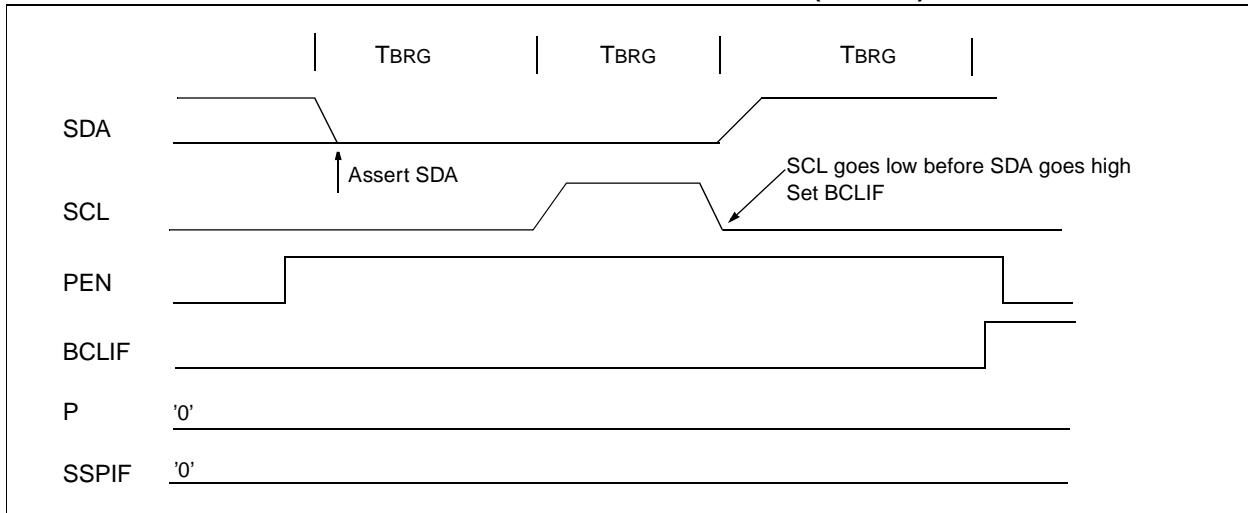 TBRG TBRG TBRG
SDA
Assert SDA
SCL goes low before SDA goes high
Set BCLIF
SCL
PEN
BCLIF
P '0'
SSPIF '0'